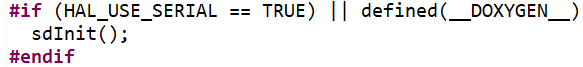 #if (HAL_USE_SERIAL == TRUE) || defined(__DOXYGEN__)
  sdInit();
#endif